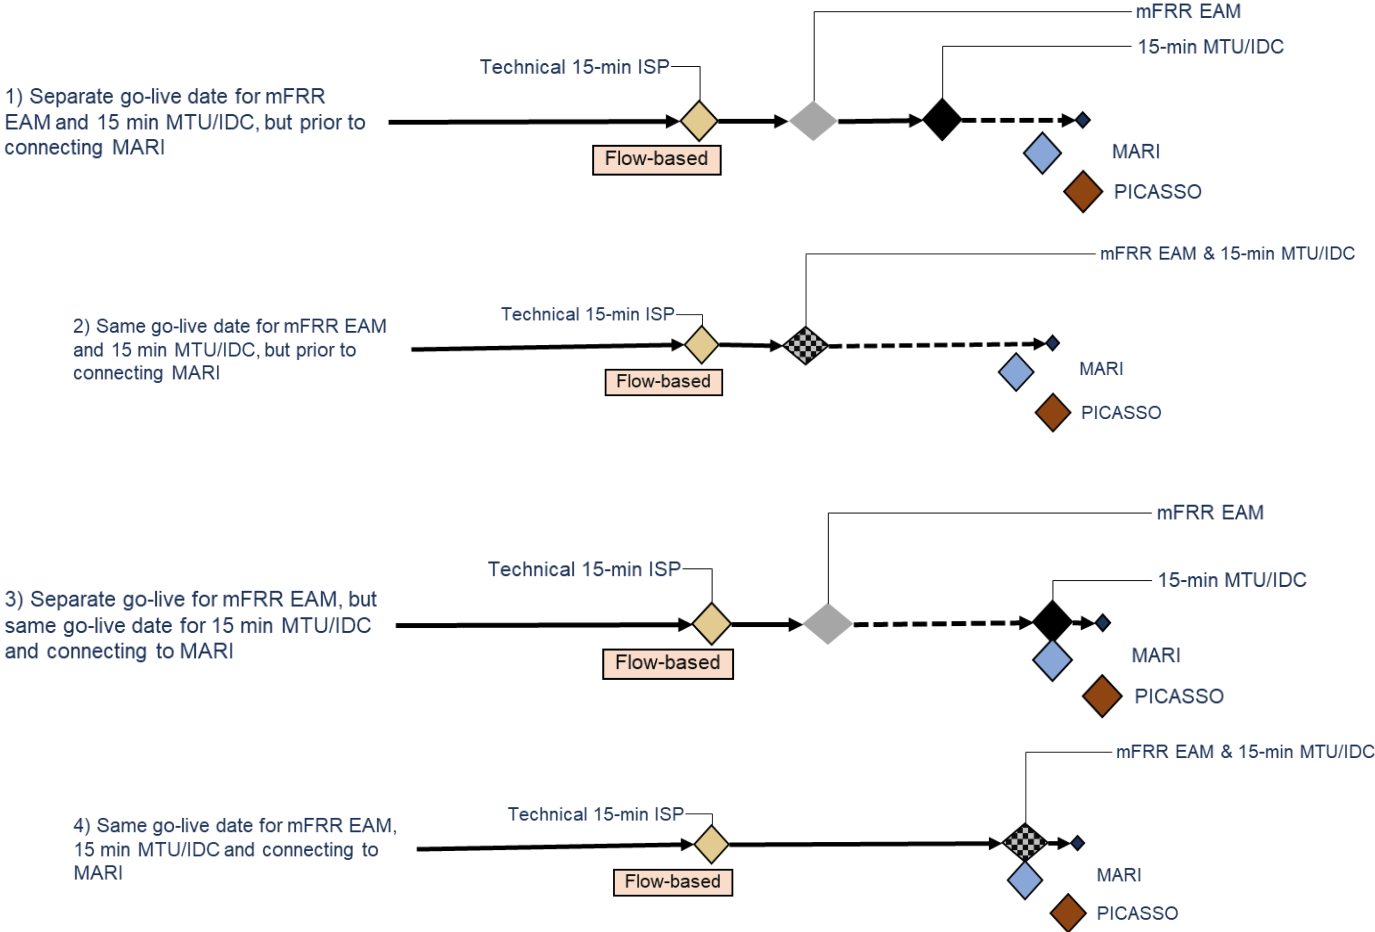 mFRR EAM
15-min MTU/IDC
Technical 15-min ISP
1) Separate go-live date for mFRR
EAM and 15 min MTU/IDC, but prior to
connecting MARI
Flow-based
MARI
PICASSO
mFRR EAM & 15-min MTU/IDC
Technical 15-min ISP
2) Same go-live date for mFRR EAM
and 15 min MTU/IDC, but prior to
connecting MARI
Flow-based
MARI
PICASSO
mFRR EAM
Technical 15-min ISP
15-min MTU/IDC
3) Separate go-live for mFRR EAM, but
same go-live date for 15 min MTU/IDC
and connecting to MARI
Flow-based
MARI
PICASSO
mFRR EAM & 15-min MTU/IDC
Technical 15-min ISP
4) Same go-live date for mFRR EAM,
15 min MTU/IDC and connecting to
MARI
Flow-based
MARI
PICASSO